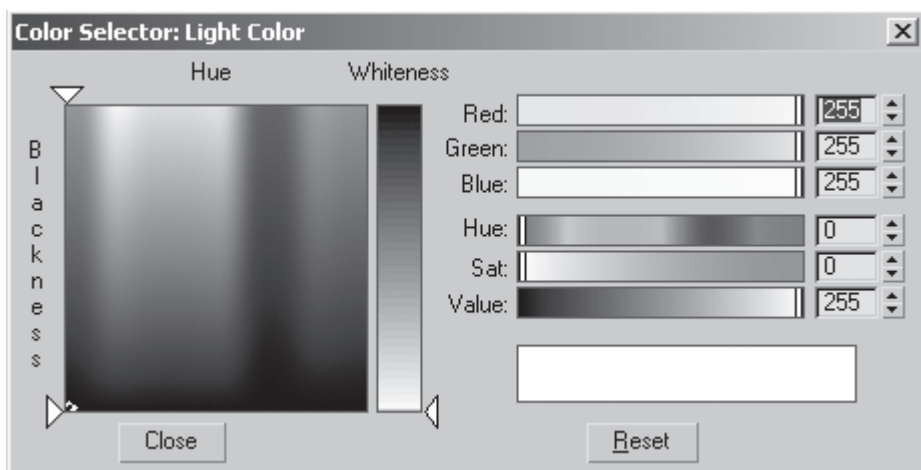 Color Selector: Light Color
Hue
Whiteness
Blackness
Red: 255
Green: 255
Blue: 255
Hue: 0
Sat: 0
Value: 255
Close
Reset